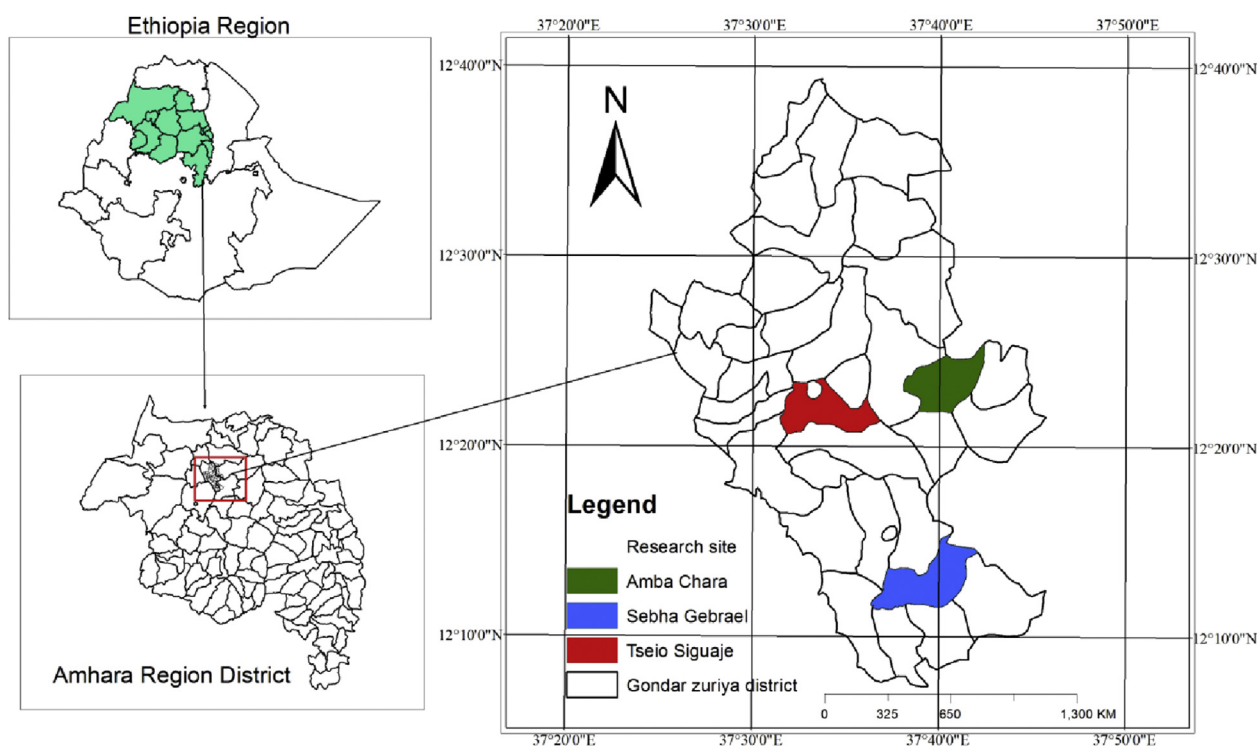 Ethiopia Region
37°20'0"E 37°30'0"E 37°40'0"E 37°50'0"E
12°40'0"N 12°40'0"N
N
12°30'0"N 12°30'0"N
12°20'0"N 12°20'0"N
Legend
Research site
Amba Chara
Sebha Gebrael
12°10'0"N 12°10'0"N
Tseio Siguaje
Amhara Region District
Gondar zuriya district
0 325 650 1,300 KM
37°20'0"E 37°30'0"E 37°40'0"E 37°50'0"E